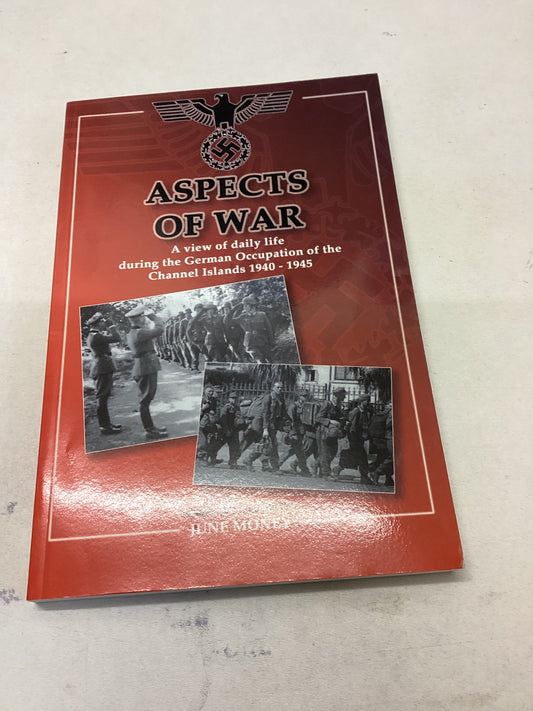 ASPECTS
OF WAR
A view of daily life
during the German Occupation of the
Channel Islands 1940 - 1945
JUNE MONEY